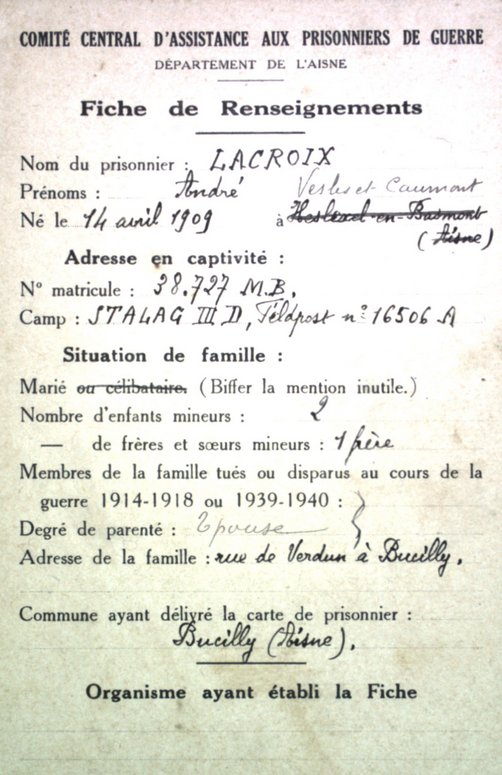 COMITÉ CENTRAL D'ASSISTANCE AUX PRISONNIERS DE GUERRE
DÉPARTEMENT DE L'AISNE
Fiche de Renseignements
Nom du prisonnier : LACROIX
Prénoms : André Vesles et Caumont
Né le 14 avril 1909 à
(Aisne)
Adresse en captivité :
N° matricule : 38.727 M.B.
Camp : STALAG III D, Feldpost n° 16506 A
Situation de famille :
Marié ou célibataire. (Biffer la mention inutile.)
Nombre d'enfants mineurs : 2
— de frères et sœurs mineurs : 1 frère
Membres de la famille tués ou disparus au cours de la
guerre 1914-1918 ou 1939-1940 :
Degré de parenté : Epouse
Adresse de la famille : rue de Verdun à Bucilly.
Commune ayant délivré la carte de prisonnier :
Bucilly (Aisne).
Organisme ayant établi la Fiche